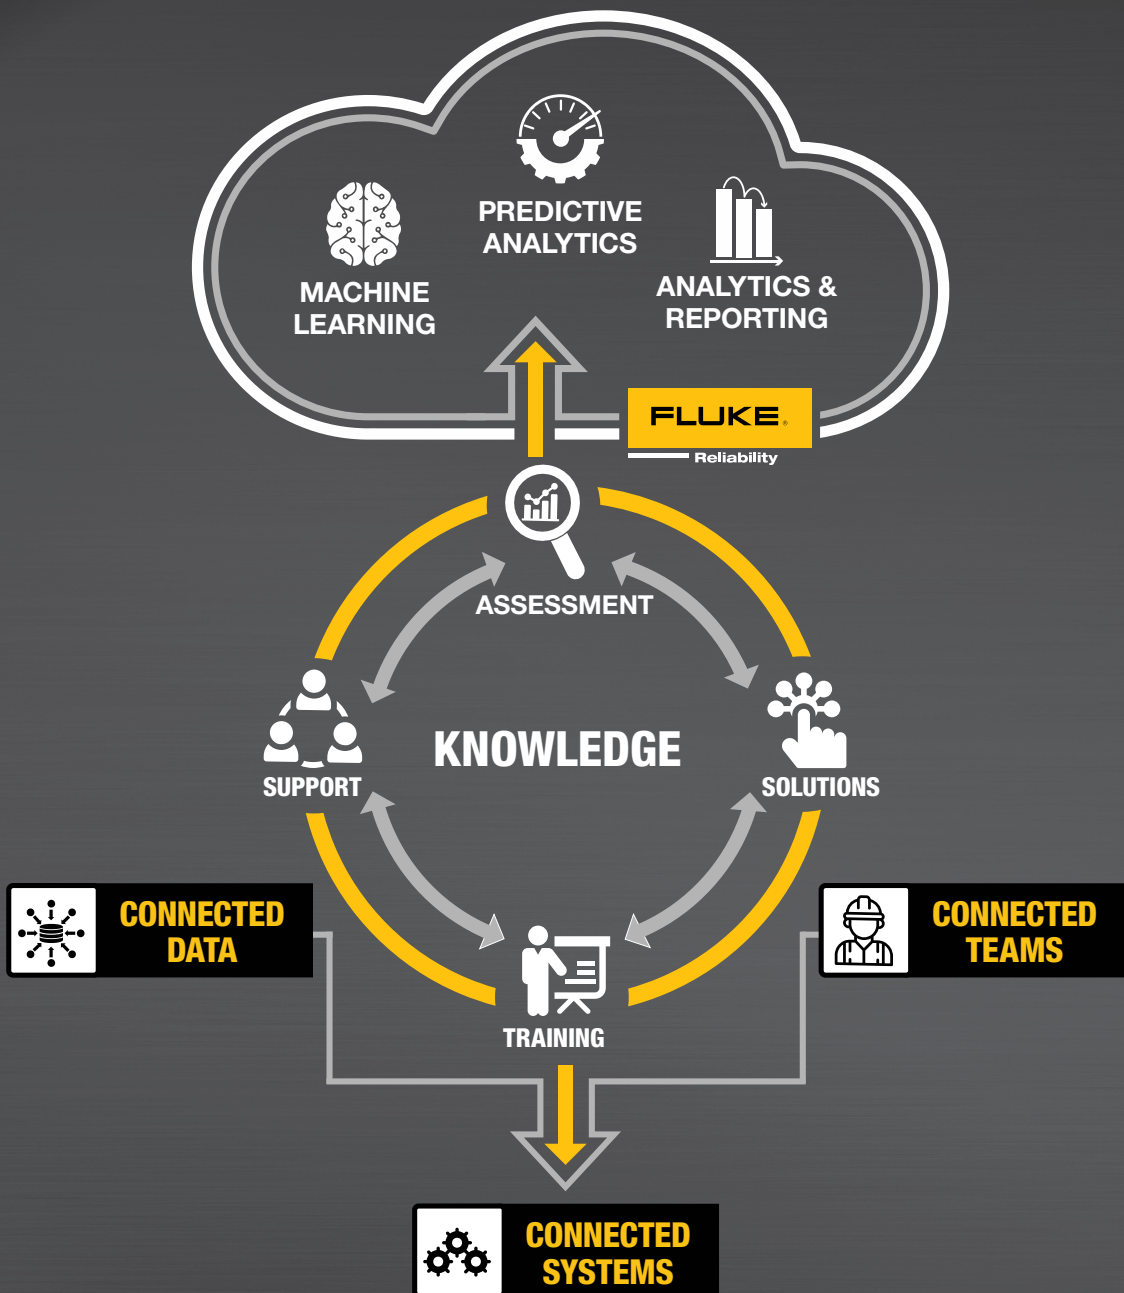 PREDICTIVE
ANALYTICS
MACHINE
LEARNING
ANALYTICS &
REPORTING
FLUKE®
Reliability
ASSESSMENT
KNOWLEDGE
SUPPORT
SOLUTIONS
CONNECTED
DATA
CONNECTED
TEAMS
TRAINING
CONNECTED
SYSTEMS